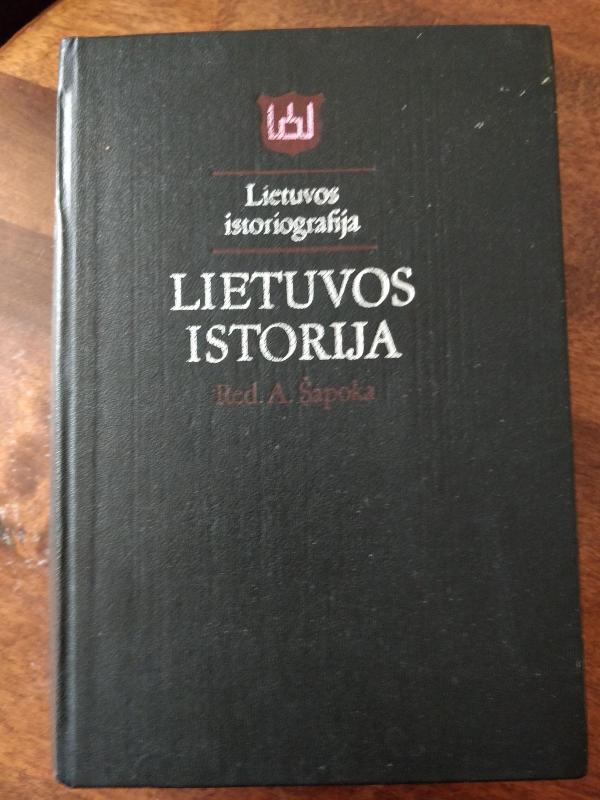 Lietuvos
istoriografija
LIETUVOS
ISTORIJA
Red. A. Šapoka